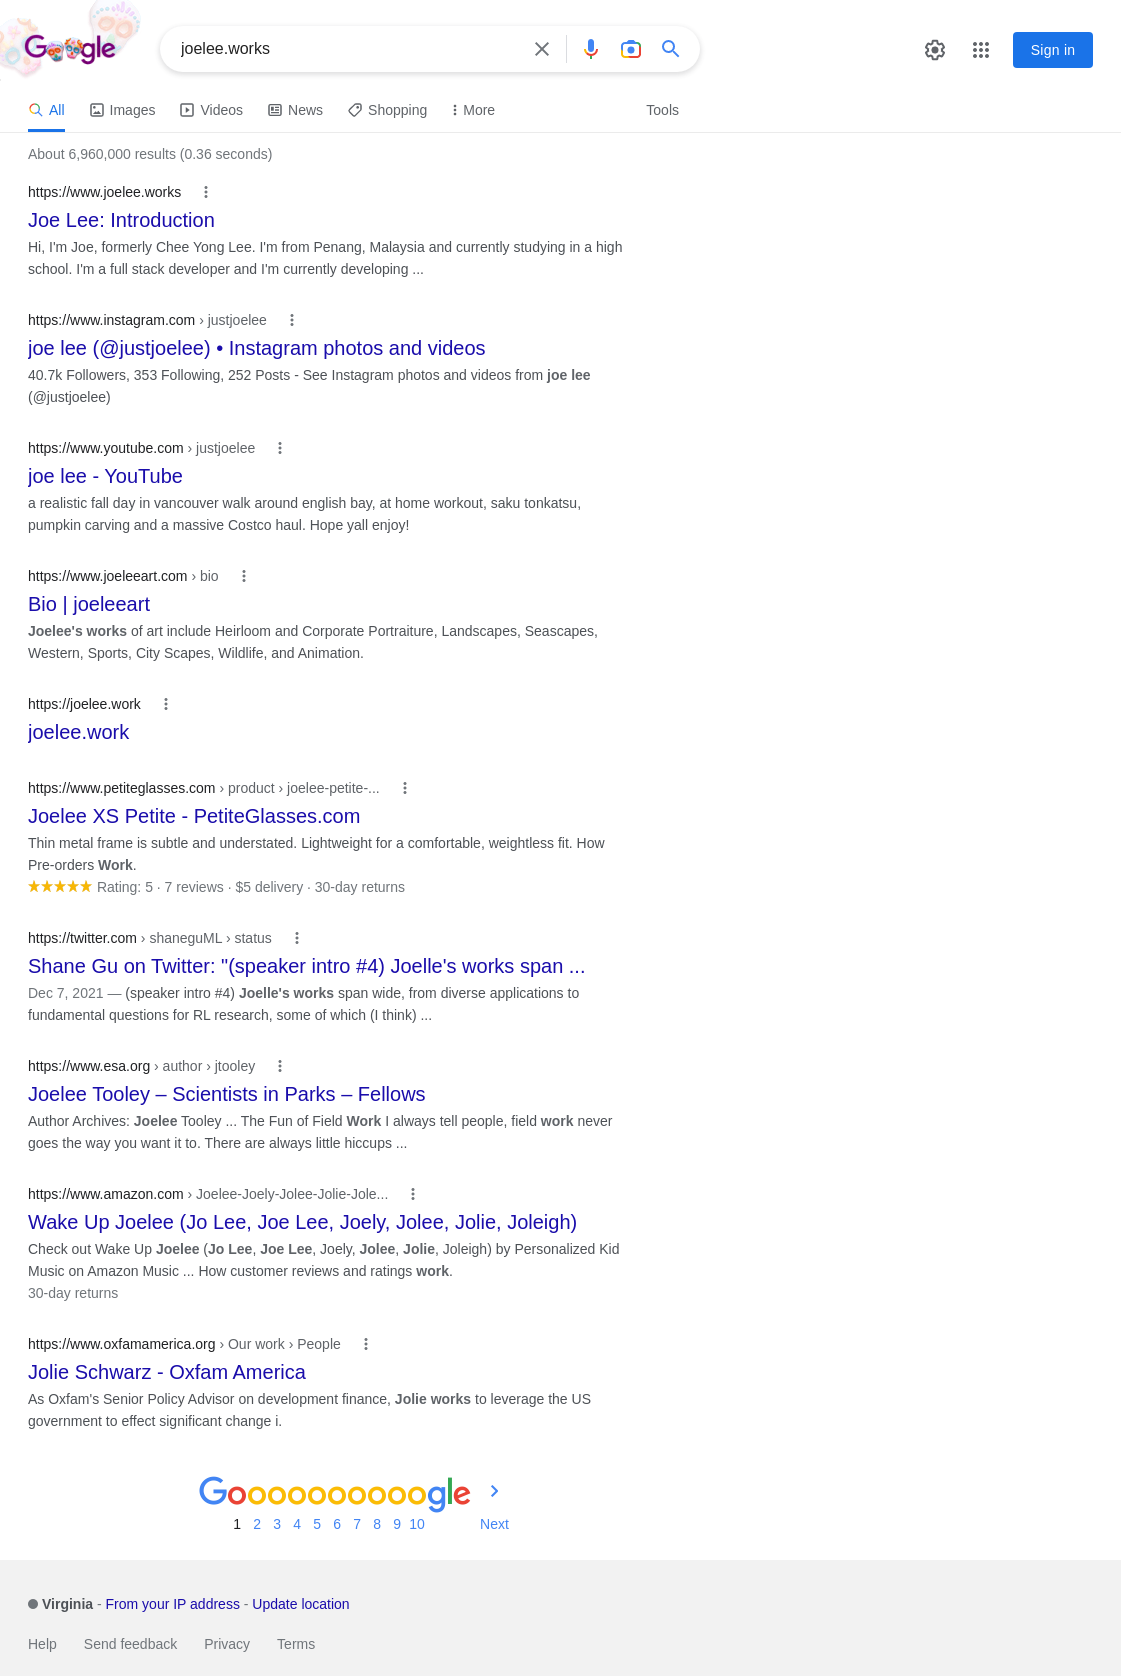 Google
joelee.works
Sign in
All Images Videos News Shopping More Tools
About 6,960,000 results (0.36 seconds)
https://www.joelee.works
Joe Lee: Introduction
Hi, I'm Joe, formerly Chee Yong Lee. I'm from Penang, Malaysia and currently studying in a high
school. I'm a full stack developer and I'm currently developing ...
https://www.instagram.com › justjoelee
joe lee (@justjoelee) • Instagram photos and videos
40.7k Followers, 353 Following, 252 Posts - See Instagram photos and videos from joe lee
(@justjoelee)
https://www.youtube.com › justjoelee
joe lee - YouTube
a realistic fall day in vancouver walk around english bay, at home workout, saku tonkatsu,
pumpkin carving and a massive Costco haul. Hope yall enjoy!
https://www.joeleeart.com › bio
Bio | joeleeart
Joelee's works of art include Heirloom and Corporate Portraiture, Landscapes, Seascapes,
Western, Sports, City Scapes, Wildlife, and Animation.
https://joelee.work
joelee.work
https://www.petiteglasses.com › product › joelee-petite-...
Joelee XS Petite - PetiteGlasses.com
Thin metal frame is subtle and understated. Lightweight for a comfortable, weightless fit. How
Pre-orders Work.
Rating: 5 · 7 reviews · $5 delivery · 30-day returns
https://twitter.com › shaneguML › status
Shane Gu on Twitter: "(speaker intro #4) Joelle's works span ...
Dec 7, 2021 — (speaker intro #4) Joelle's works span wide, from diverse applications to
fundamental questions for RL research, some of which (I think) ...
https://www.esa.org › author › jtooley
Joelee Tooley – Scientists in Parks – Fellows
Author Archives: Joelee Tooley ... The Fun of Field Work I always tell people, field work never
goes the way you want it to. There are always little hiccups ...
https://www.amazon.com › Joelee-Joely-Jolee-Jolie-Jole...
Wake Up Joelee (Jo Lee, Joe Lee, Joely, Jolee, Jolie, Joleigh)
Check out Wake Up Joelee (Jo Lee, Joe Lee, Joely, Jolee, Jolie, Joleigh) by Personalized Kid
Music on Amazon Music ... How customer reviews and ratings work.
30-day returns
https://www.oxfamamerica.org › Our work › People
Jolie Schwarz - Oxfam America
As Oxfam's Senior Policy Advisor on development finance, Jolie works to leverage the US
government to effect significant change i.
Goooooooooogle
1 2 3 4 5 6 7 8 9 10 Next
Virginia - From your IP address - Update location
Help Send feedback Privacy Terms